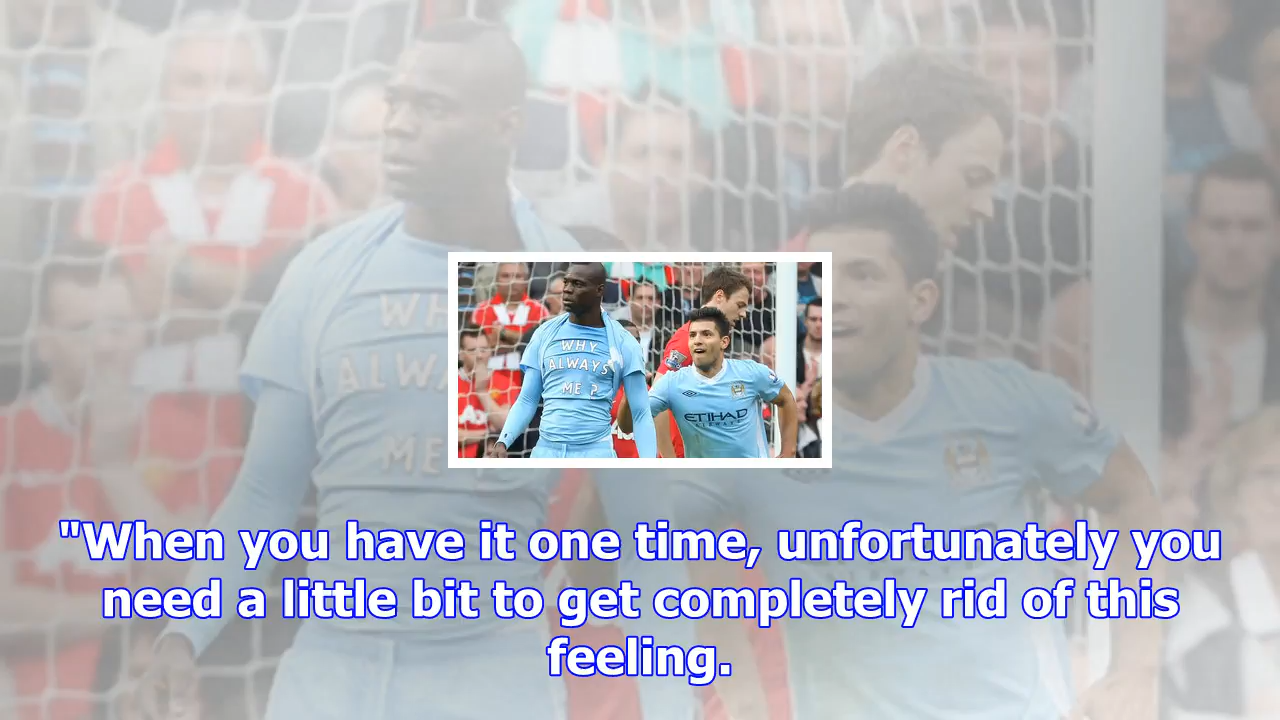 WHY
ALWAYS
ME ?
ETIHAD
AIRWAYS
"When you have it one time, unfortunately you
need a little bit to get completely rid of this
feeling.